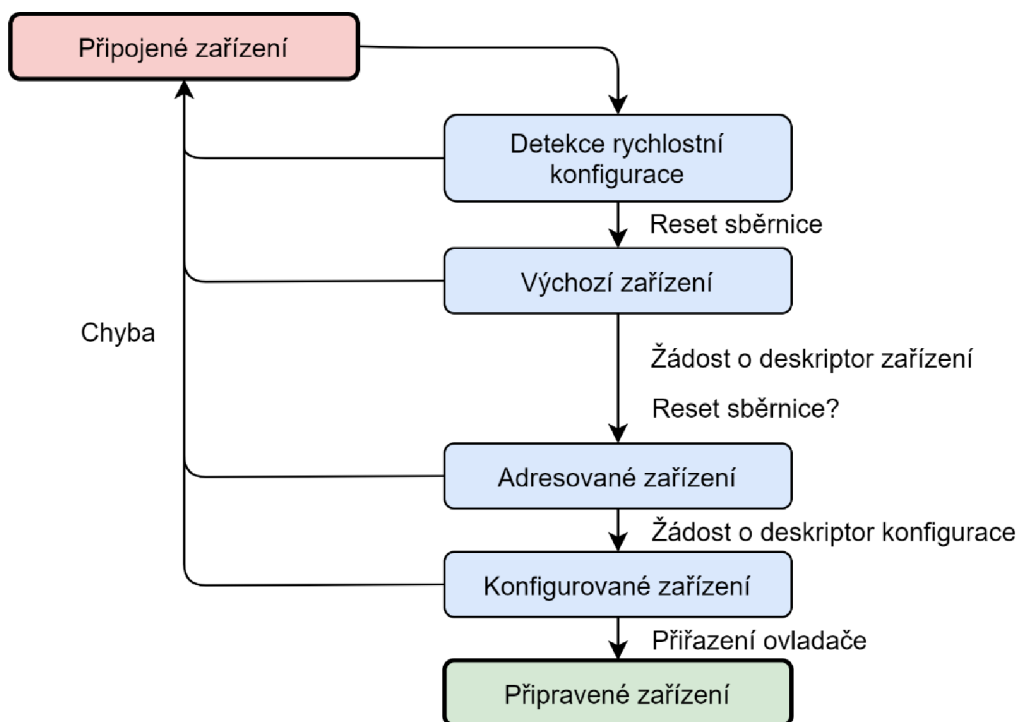 Připojené zařízení
Detekce rychlostní
konfigurace
Reset sběrnice
Výchozí zařízení
Chyba
Žádost o deskriptor zařízení
Reset sběrnice?
Adresované zařízení
Žádost o deskriptor konfigurace
Konfigurované zařízení
Přiřazení ovladače
Připravené zařízení